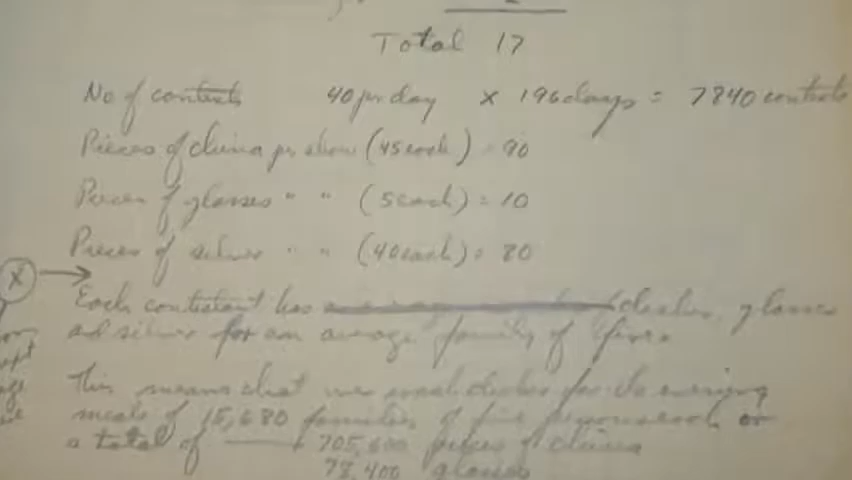 Total 17
No of contests 40 per day x 196 days = 7840 contests
Pieces of china per show (45 each) = 90
Pieces of glasses " " (5 each) = 10
Pieces of silver " " (40 each) = 80
X
Each contestant has dishes, glasses
ad silver for an average family of five.
This means that we wash dishes for the evening
meals of 15,680 families of five persons each or
a total of 705,600 pieces of china
78,400 glasses